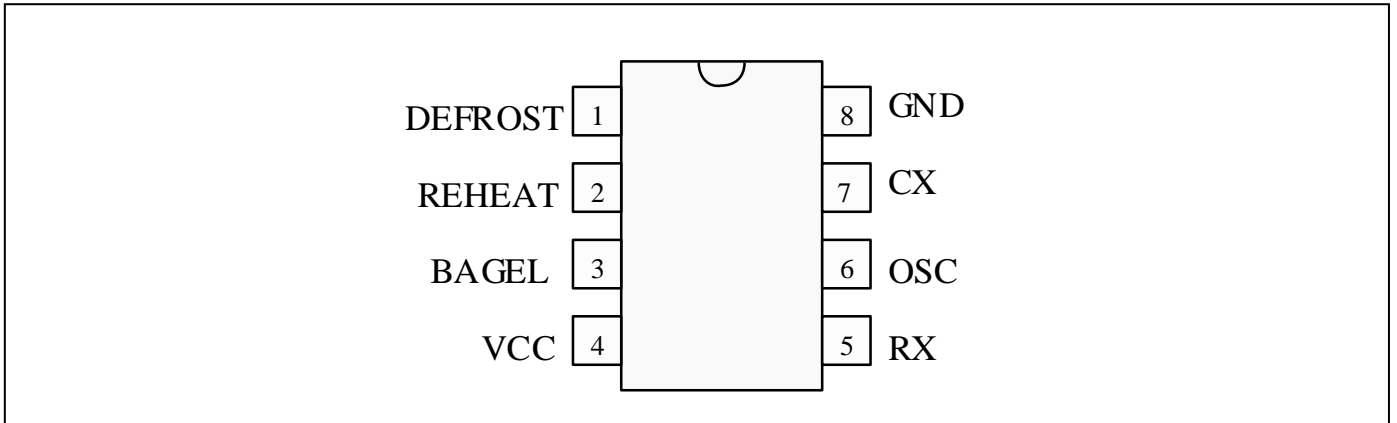 DEFROST 1 8 GND
REHEAT 2 7 CX
BAGEL 3 6 OSC
VCC 4 5 RX